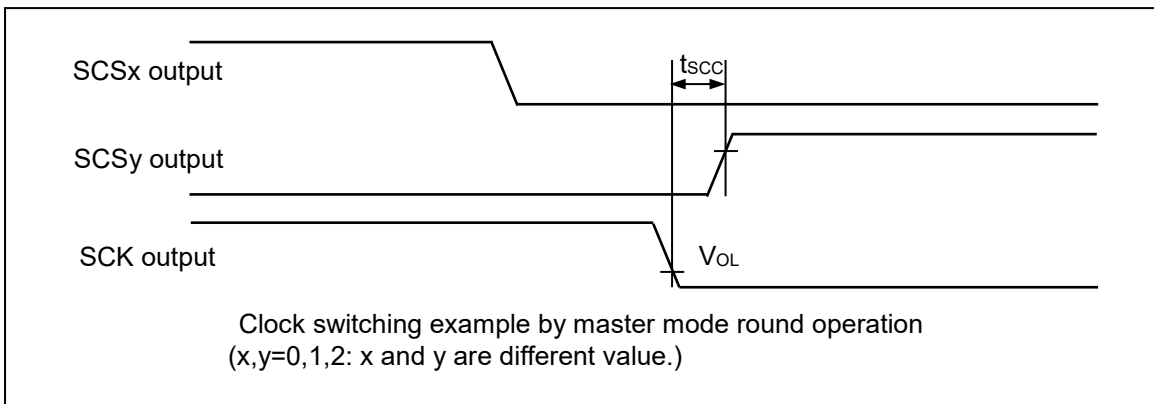 SCSx output
tSCC
SCSy output
SCK output
VOL
Clock switching example by master mode round operation
(x,y=0,1,2: x and y are different value.)